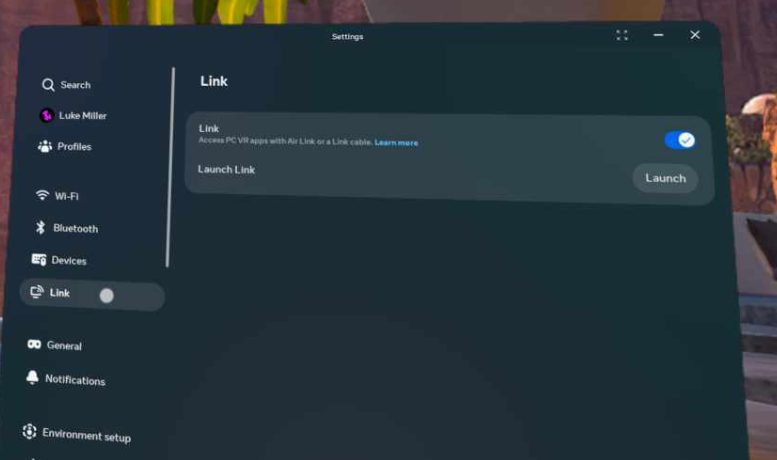 Settings
Search
Luke Miller
Profiles
Wi-Fi
Bluetooth
Devices
Link
General
Notifications
Environment setup
Link
Link
Access PC VR apps with Air Link or a Link cable. Learn more
Launch Link
Launch